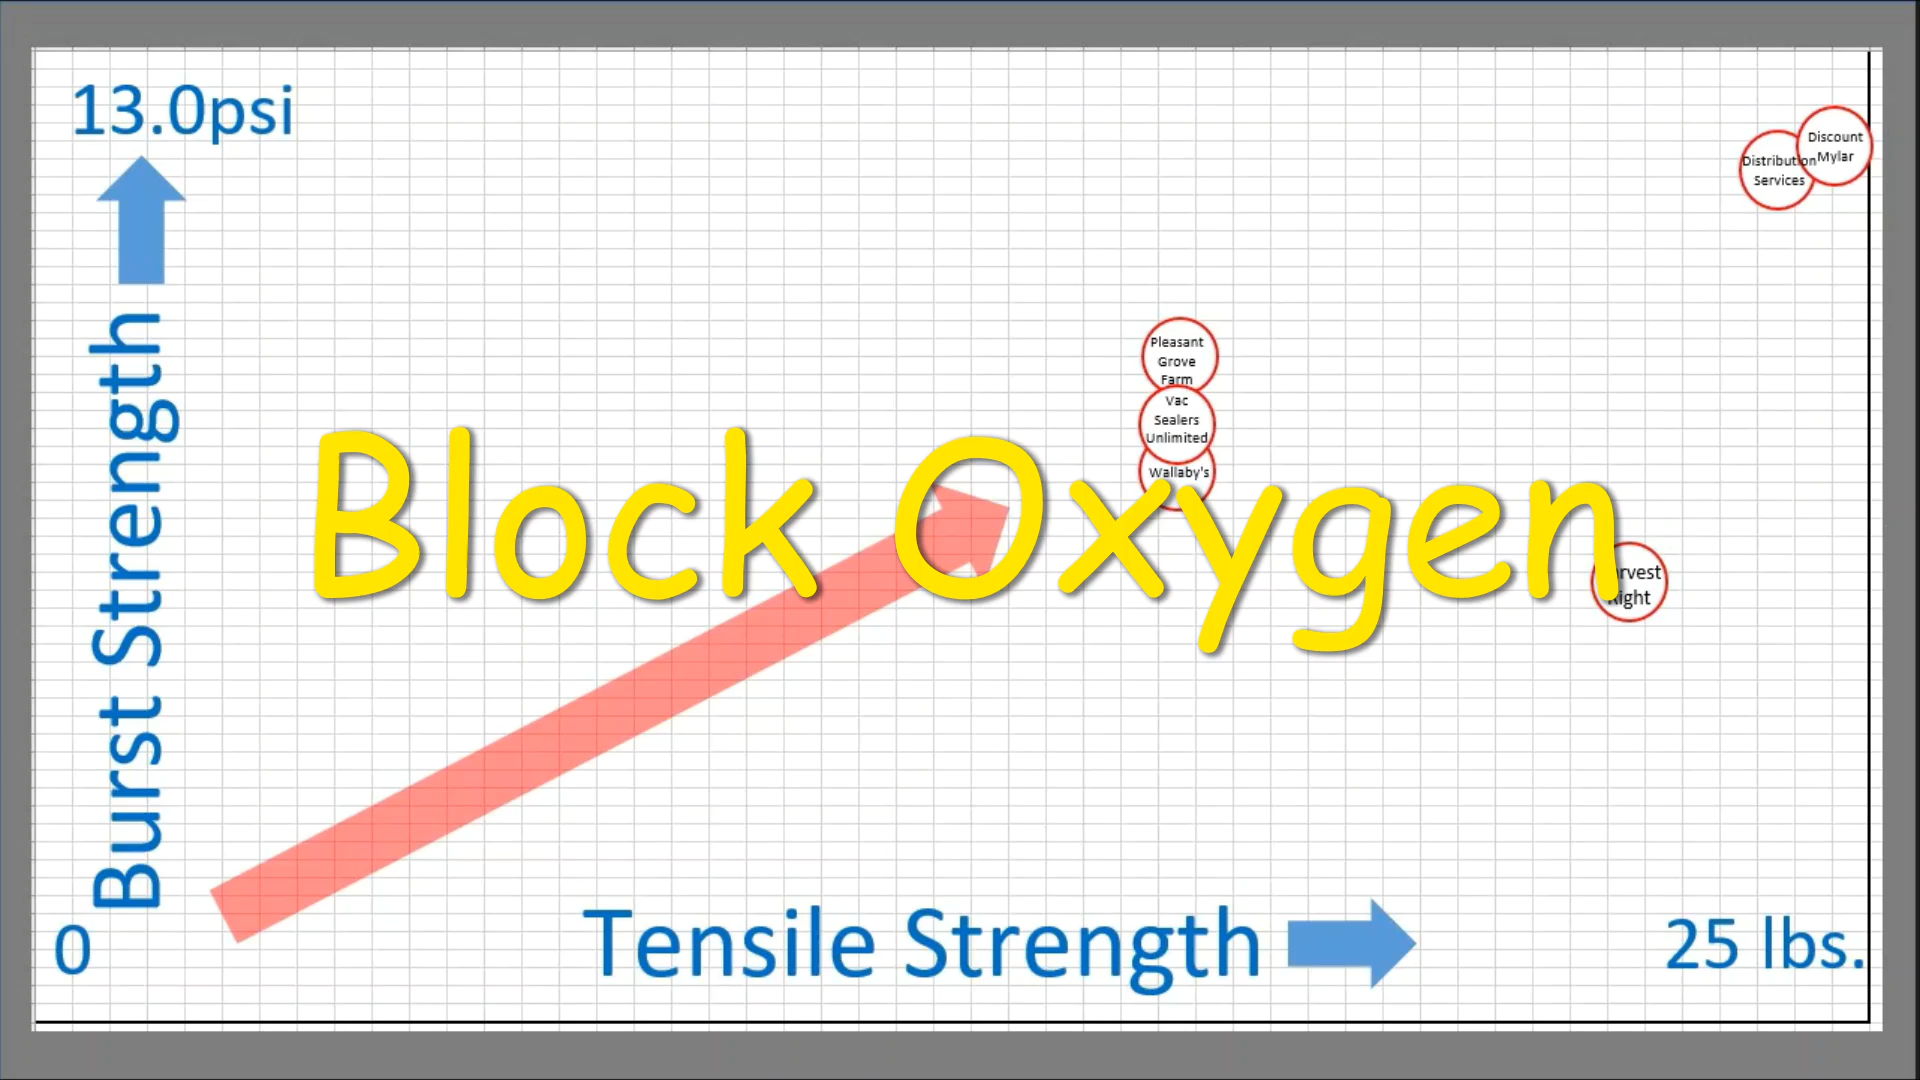 13.0psi
Discount
Mylar
Distribution
Services
Burst Strength
Pleasant
Grove
Farm
Vac
Sealers
Unlimited
Wallaby's
Block Oxygen
Right
0
Tensile Strength
25 lbs.